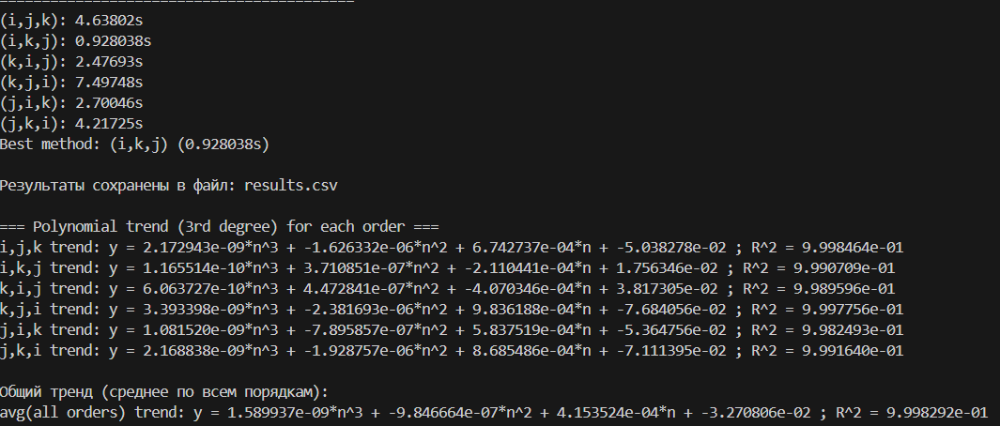 ==========================================
(i,j,k): 4.63802s
(i,k,j): 0.928038s
(k,i,j): 2.47693s
(k,j,i): 7.49748s
(j,i,k): 2.70046s
(j,k,i): 4.21725s
Best method: (i,k,j) (0.928038s)
Результаты сохранены в файл: results.csv
=== Polynomial trend (3rd degree) for each order ===
i,j,k trend: y = 2.172943e-09*n^3 + -1.626332e-06*n^2 + 6.742737e-04*n + -5.038278e-02 ; R^2 = 9.998464e-01
i,k,j trend: y = 1.165514e-10*n^3 + 3.710851e-07*n^2 + -2.110441e-04*n + 1.756346e-02 ; R^2 = 9.990709e-01
k,i,j trend: y = 6.063727e-10*n^3 + 4.472841e-07*n^2 + -4.070346e-04*n + 3.817305e-02 ; R^2 = 9.989596e-01
k,j,i trend: y = 3.393398e-09*n^3 + -2.381693e-06*n^2 + 9.836188e-04*n + -7.684056e-02 ; R^2 = 9.997756e-01
j,i,k trend: y = 1.081520e-09*n^3 + -7.895857e-07*n^2 + 5.837519e-04*n + -5.364756e-02 ; R^2 = 9.982493e-01
j,k,i trend: y = 2.168838e-09*n^3 + -1.928757e-06*n^2 + 8.685486e-04*n + -7.111395e-02 ; R^2 = 9.991640e-01
Общий тренд (среднее по всем порядкам):
avg(all orders) trend: y = 1.589937e-09*n^3 + -9.846664e-07*n^2 + 4.153524e-04*n + -3.270806e-02 ; R^2 = 9.998292e-01